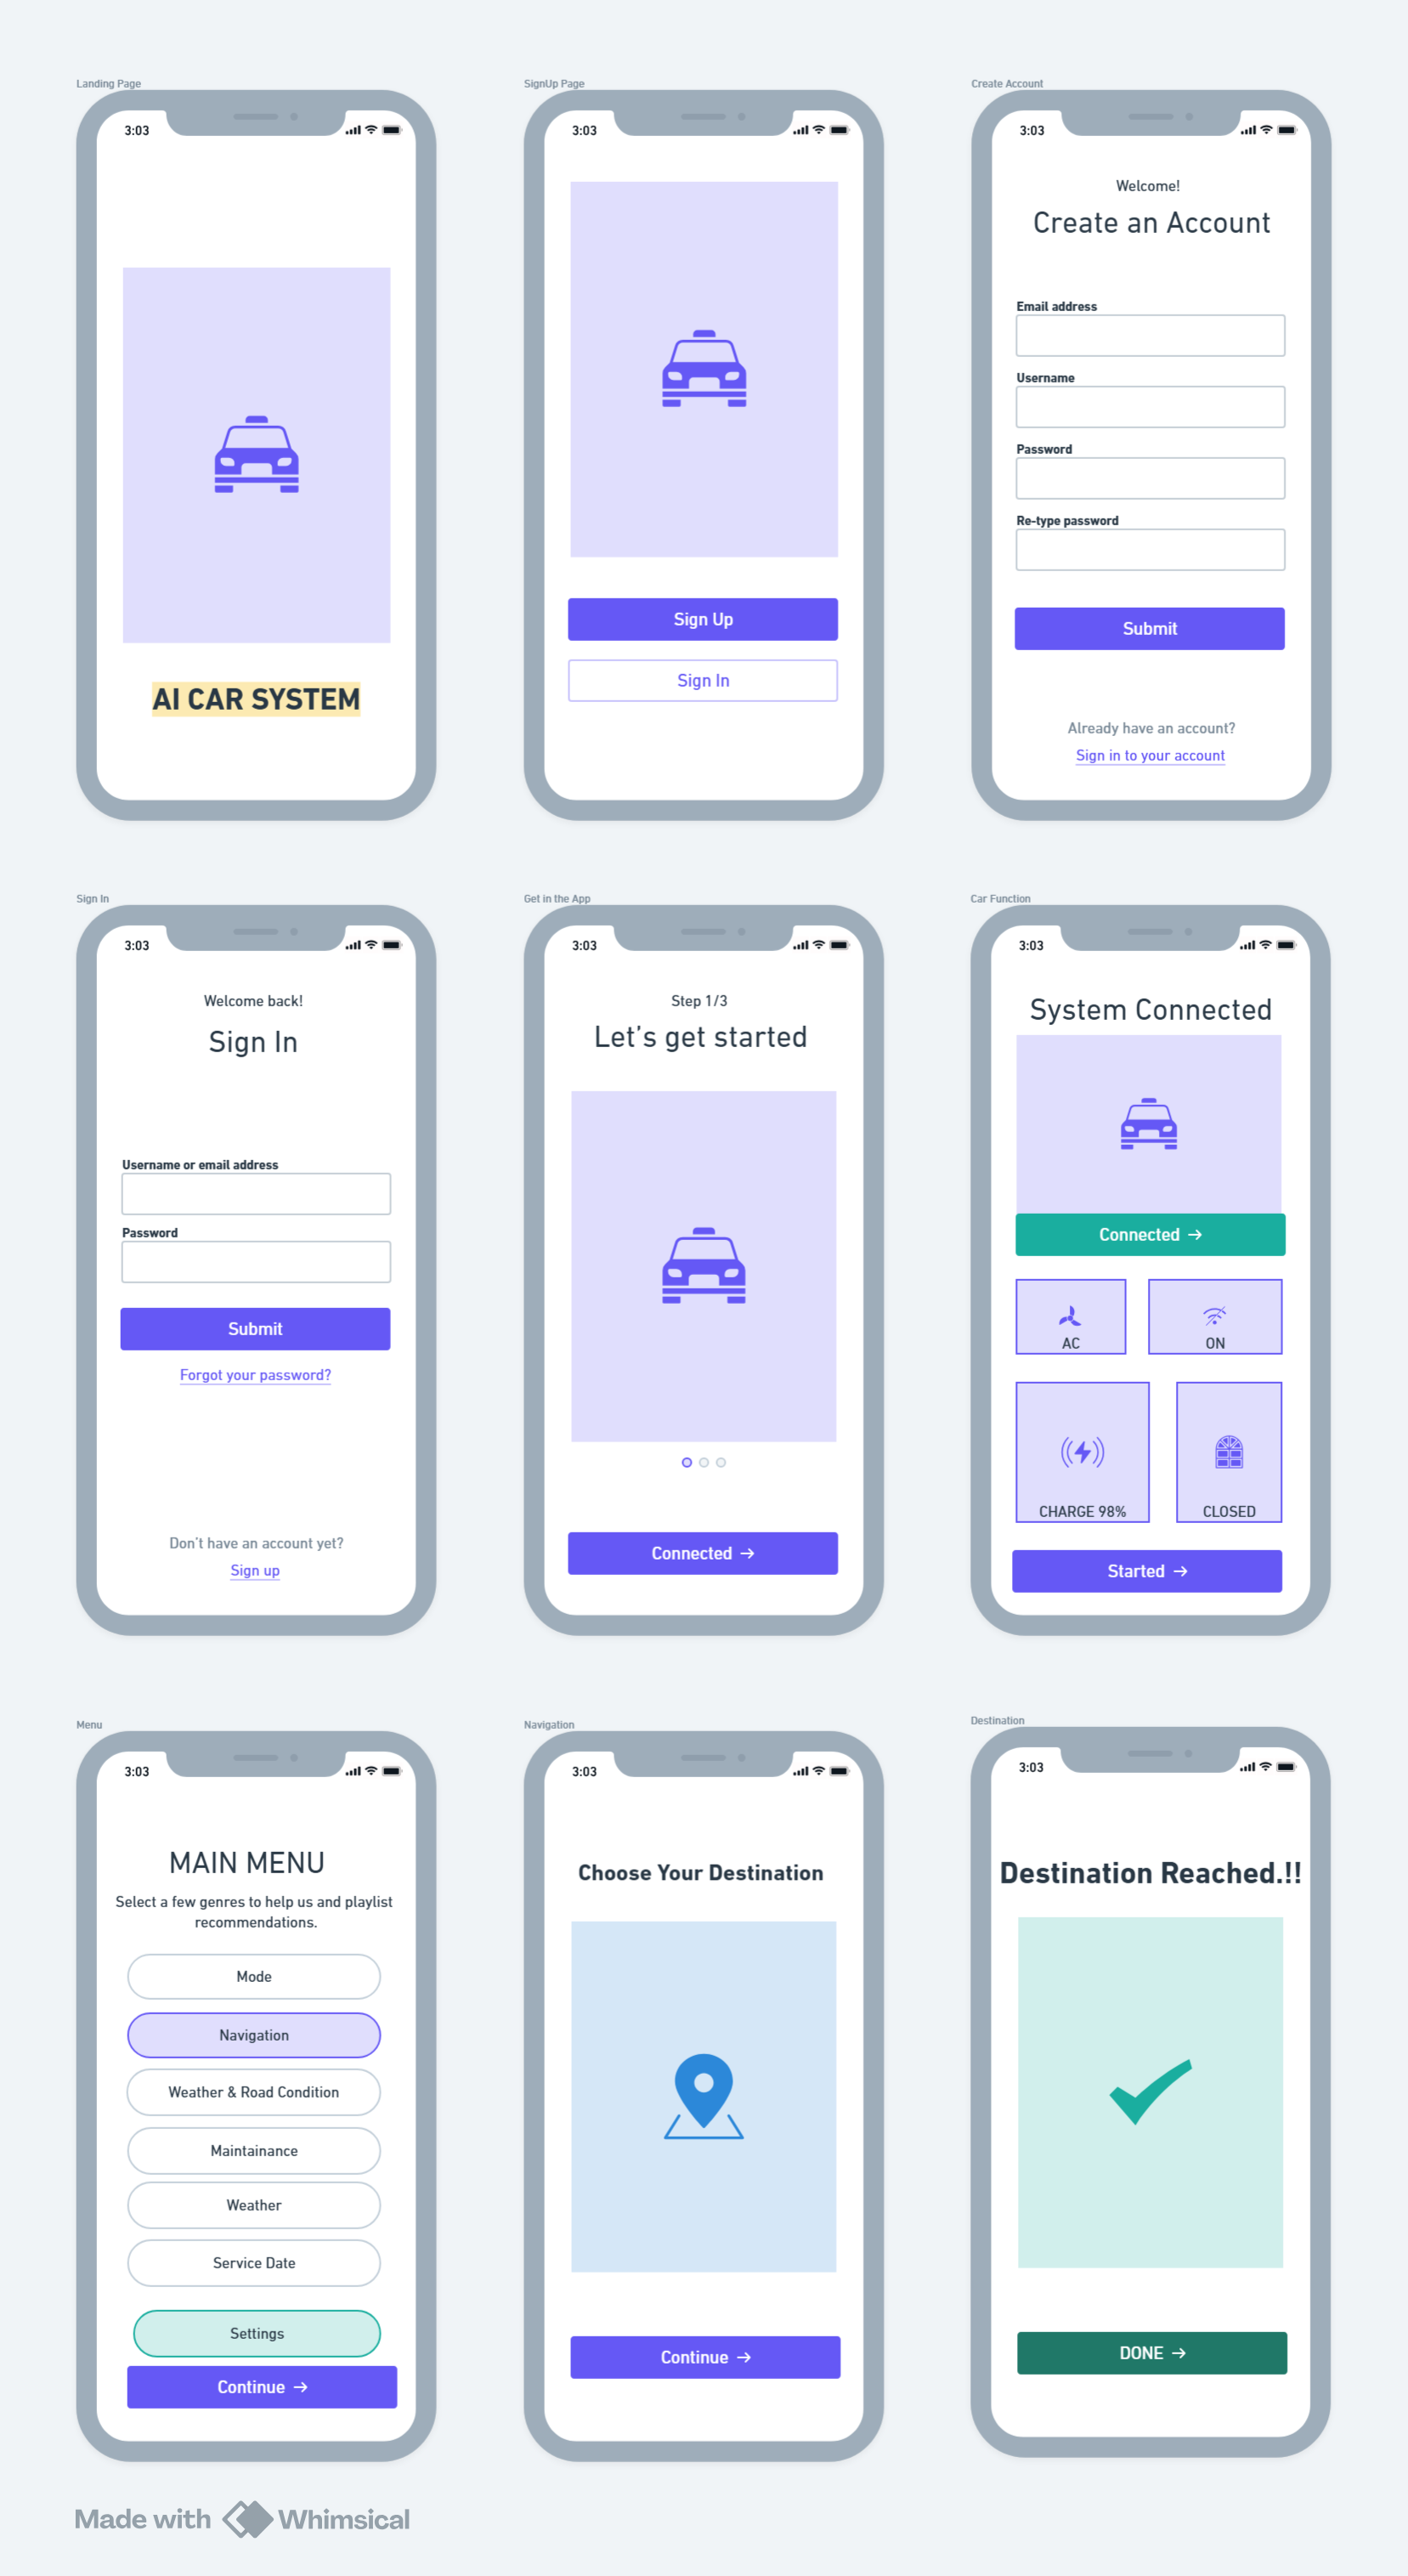 Landing Page
3:03
AI CAR SYSTEM
SignUp Page
3:03
Sign Up
Sign In
Create Account
3:03
Welcome!
Create an Account
Email address
Username
Password
Re-type password
Submit
Already have an account?
Sign in to your account
Sign In
3:03
Welcome back!
Sign In
Username or email address
Password
Submit
Forgot your password?
Don't have an account yet?
Sign up
Get in the App
3:03
Step 1/3
Let's get started
Connected →
Car Function
3:03
System Connected
Connected →
AC
ON
CHARGE 98%
CLOSED
Started →
Menu
3:03
MAIN MENU
Select a few genres to help us and playlist
recommendations.
Mode
Navigation
Weather & Road Condition
Maintainance
Weather
Service Date
Settings
Continue →
Navigation
3:03
Choose Your Destination
Continue →
Destination
3:03
Destination Reached.!!
DONE →
Made with Whimsical